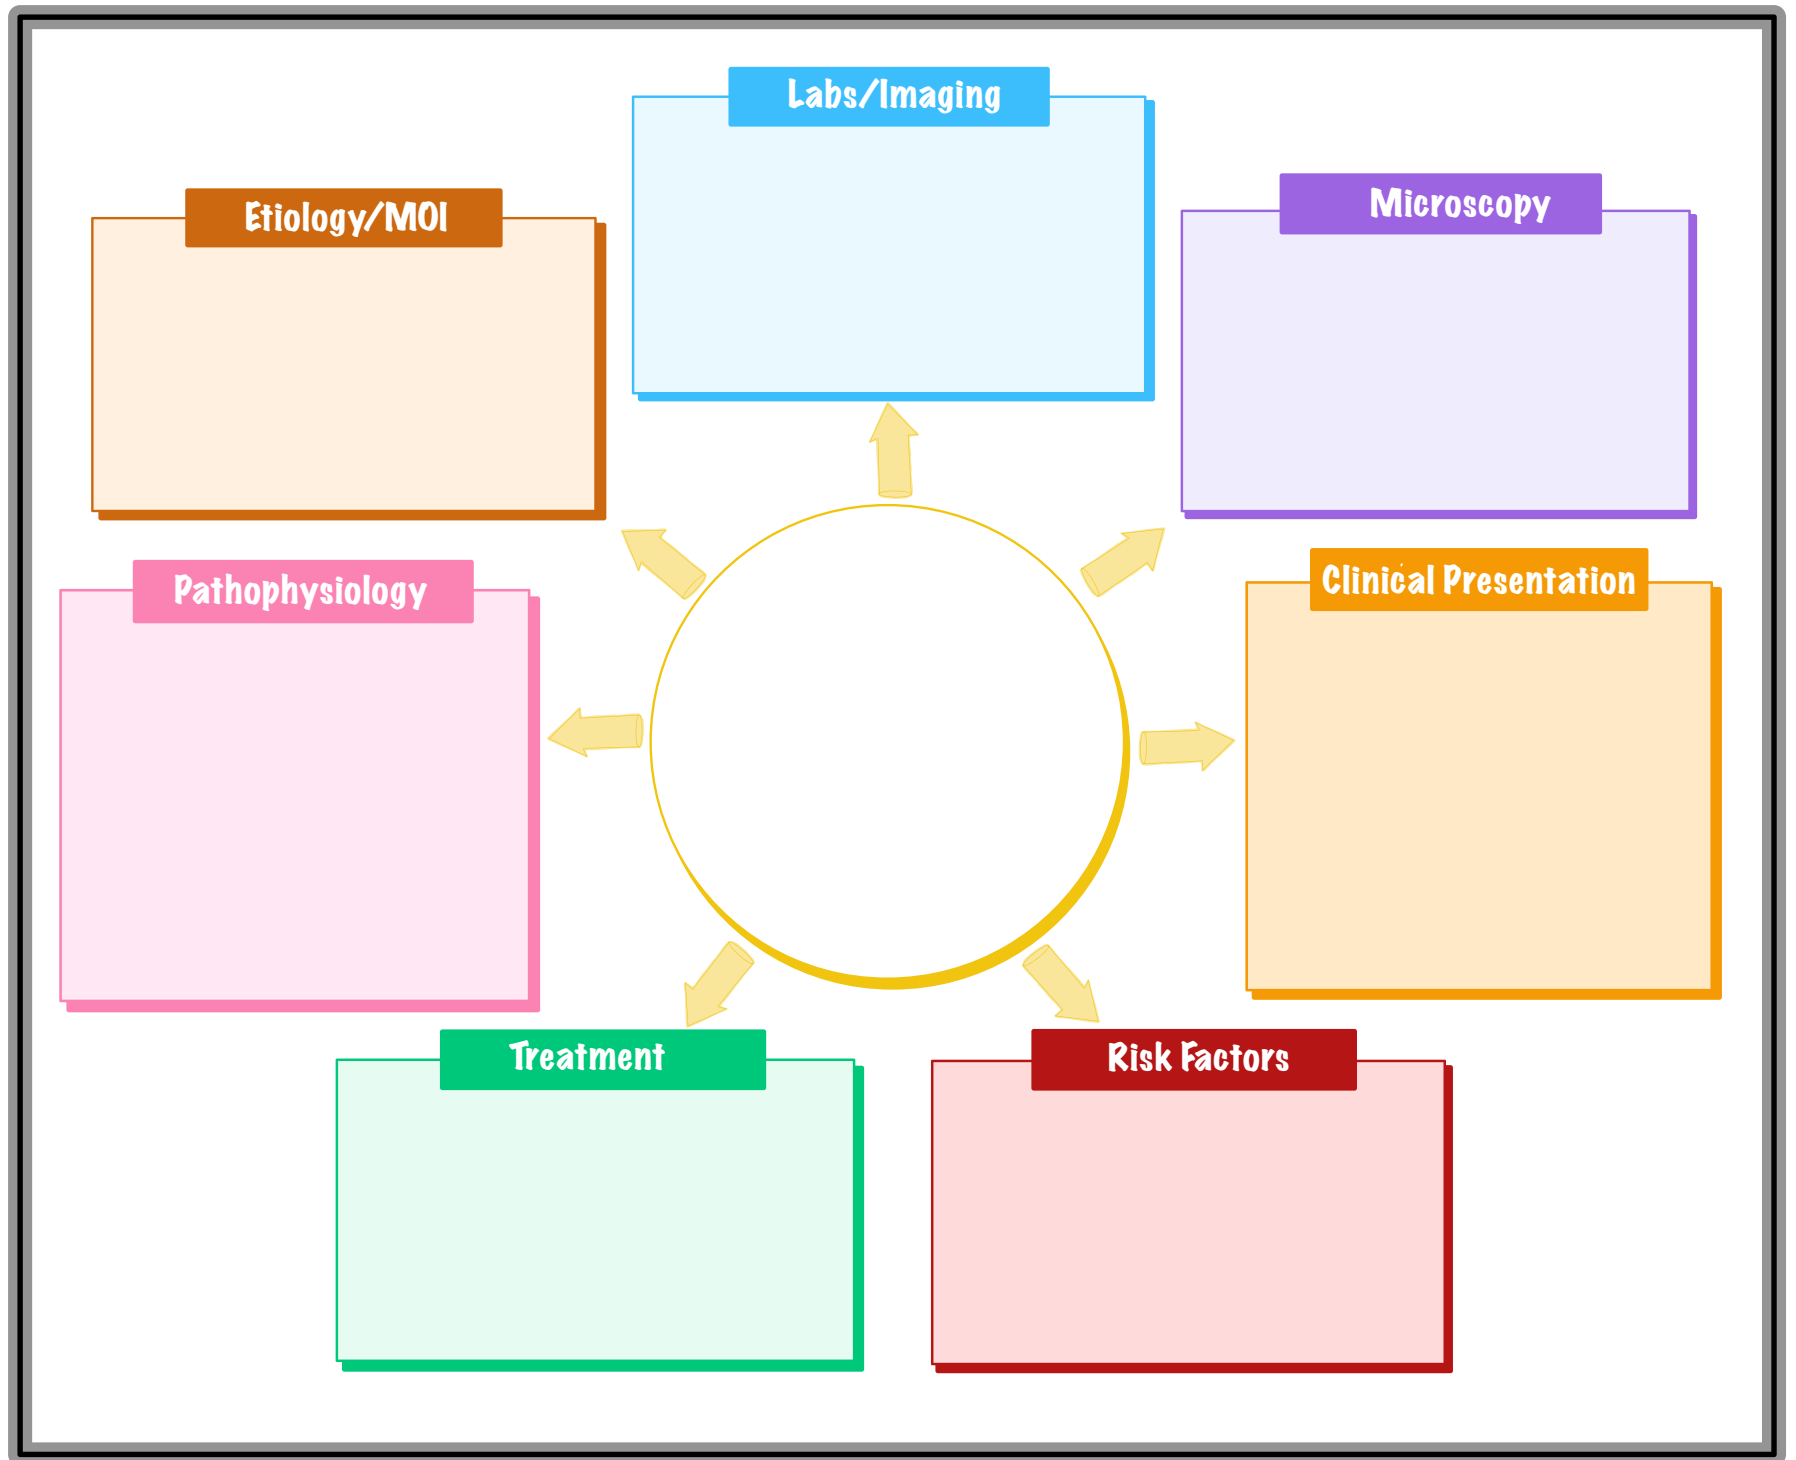 Labs/Imaging
Etiology/MOI
Microscopy
Pathophysiology
Clinical Presentation
Treatment
Risk Factors